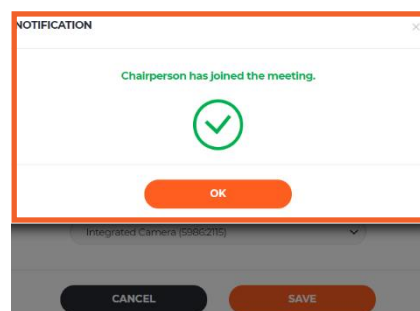 NOTIFICATION
Chairperson has joined the meeting.
OK
Integrated Camera (5986:2115)
CANCEL
SAVE